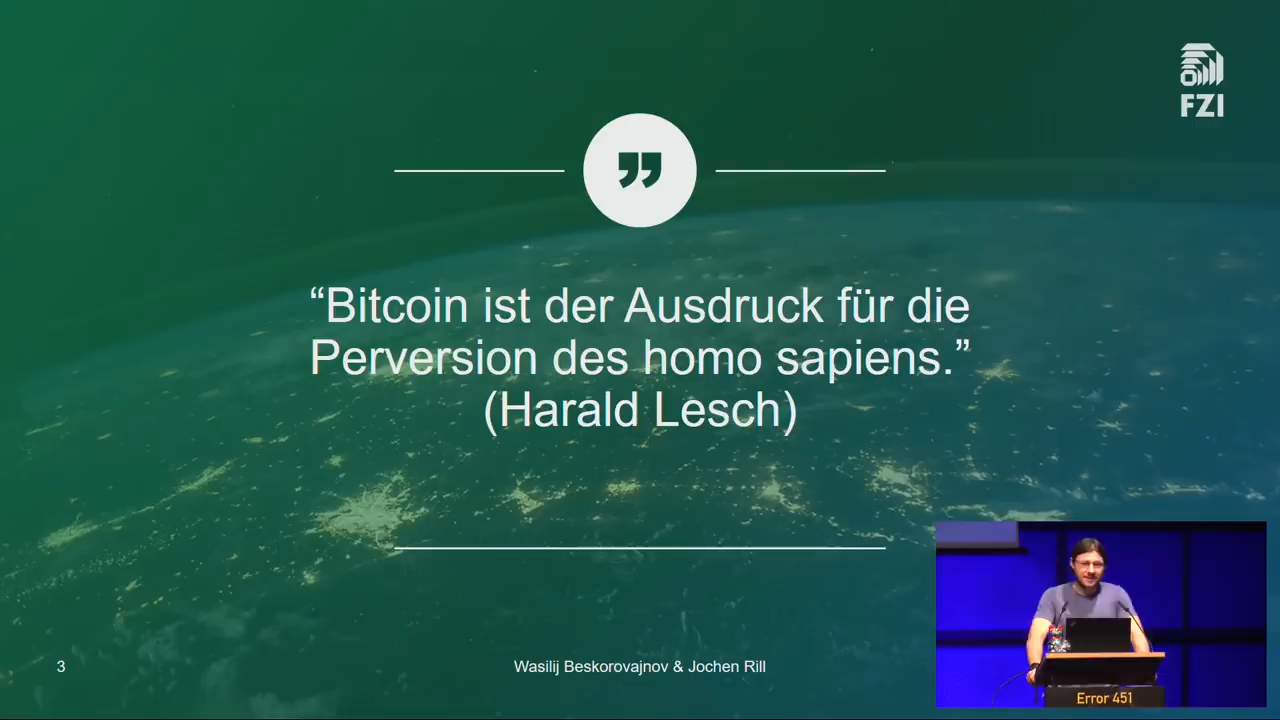 FZI
“Bitcoin ist der Ausdruck für die
Perversion des homo sapiens.”
(Harald Lesch)
3
Wasilij Beskorovajnov & Jochen Rill
Error 451